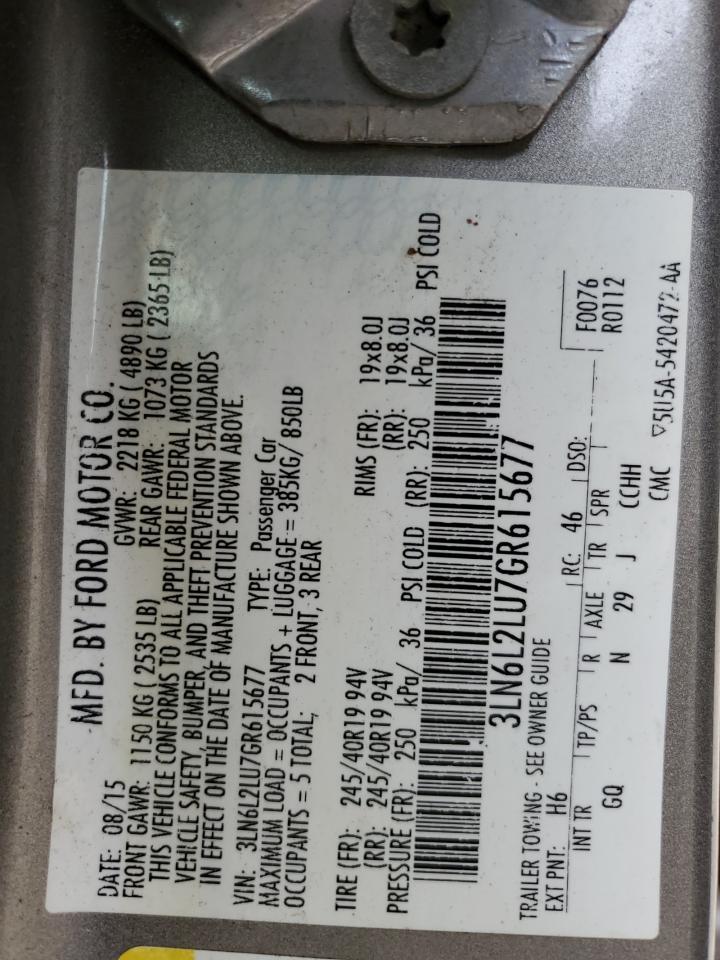 MFD. BY FORD MOTOR CO.
DATE: 08/15 GVWR: 2218 KG ( 4890 LB)
FRONT GAWR: 1150 KG ( 2535 LB) REAR GAWR: 1073 KG ( 2365 LB)
THIS VEHICLE CONFORMS TO ALL APPLICABLE FEDERAL MOTOR
VEHICLE SAFETY, BUMPER, AND THEFT PREVENTION STANDARDS
IN EFFECT ON THE DATE OF MANUFACTURE SHOWN ABOVE.
VIN: 3LN6L2LU7GR615677 TYPE: Passenger Car
MAXIMUM LOAD = OCCUPANTS + LUGGAGE = 385KG/ 850LB
OCCUPANTS = 5 TOTAL, 2 FRONT, 3 REAR
TIRE (FR): 245/40R19 94V RIMS (FR): 19x8.0J
(RR): 245/40R19 94V (RR): 19x8.0J
PRESSURE (FR): 250 kPa/ 36 PSI COLD (RR): 250 kPa/ 36 PSI COLD
3LN6L2LU7GR615677
TRAILER TOWING - SEE OWNER GUIDE
EXT PNT: H6 RC: 46 DSO: F0076
R0112
INT TR TP/PS R AXLE TR SPR
GQ N 29 J CCHH
CMC ▽5U5A-5420472-AA